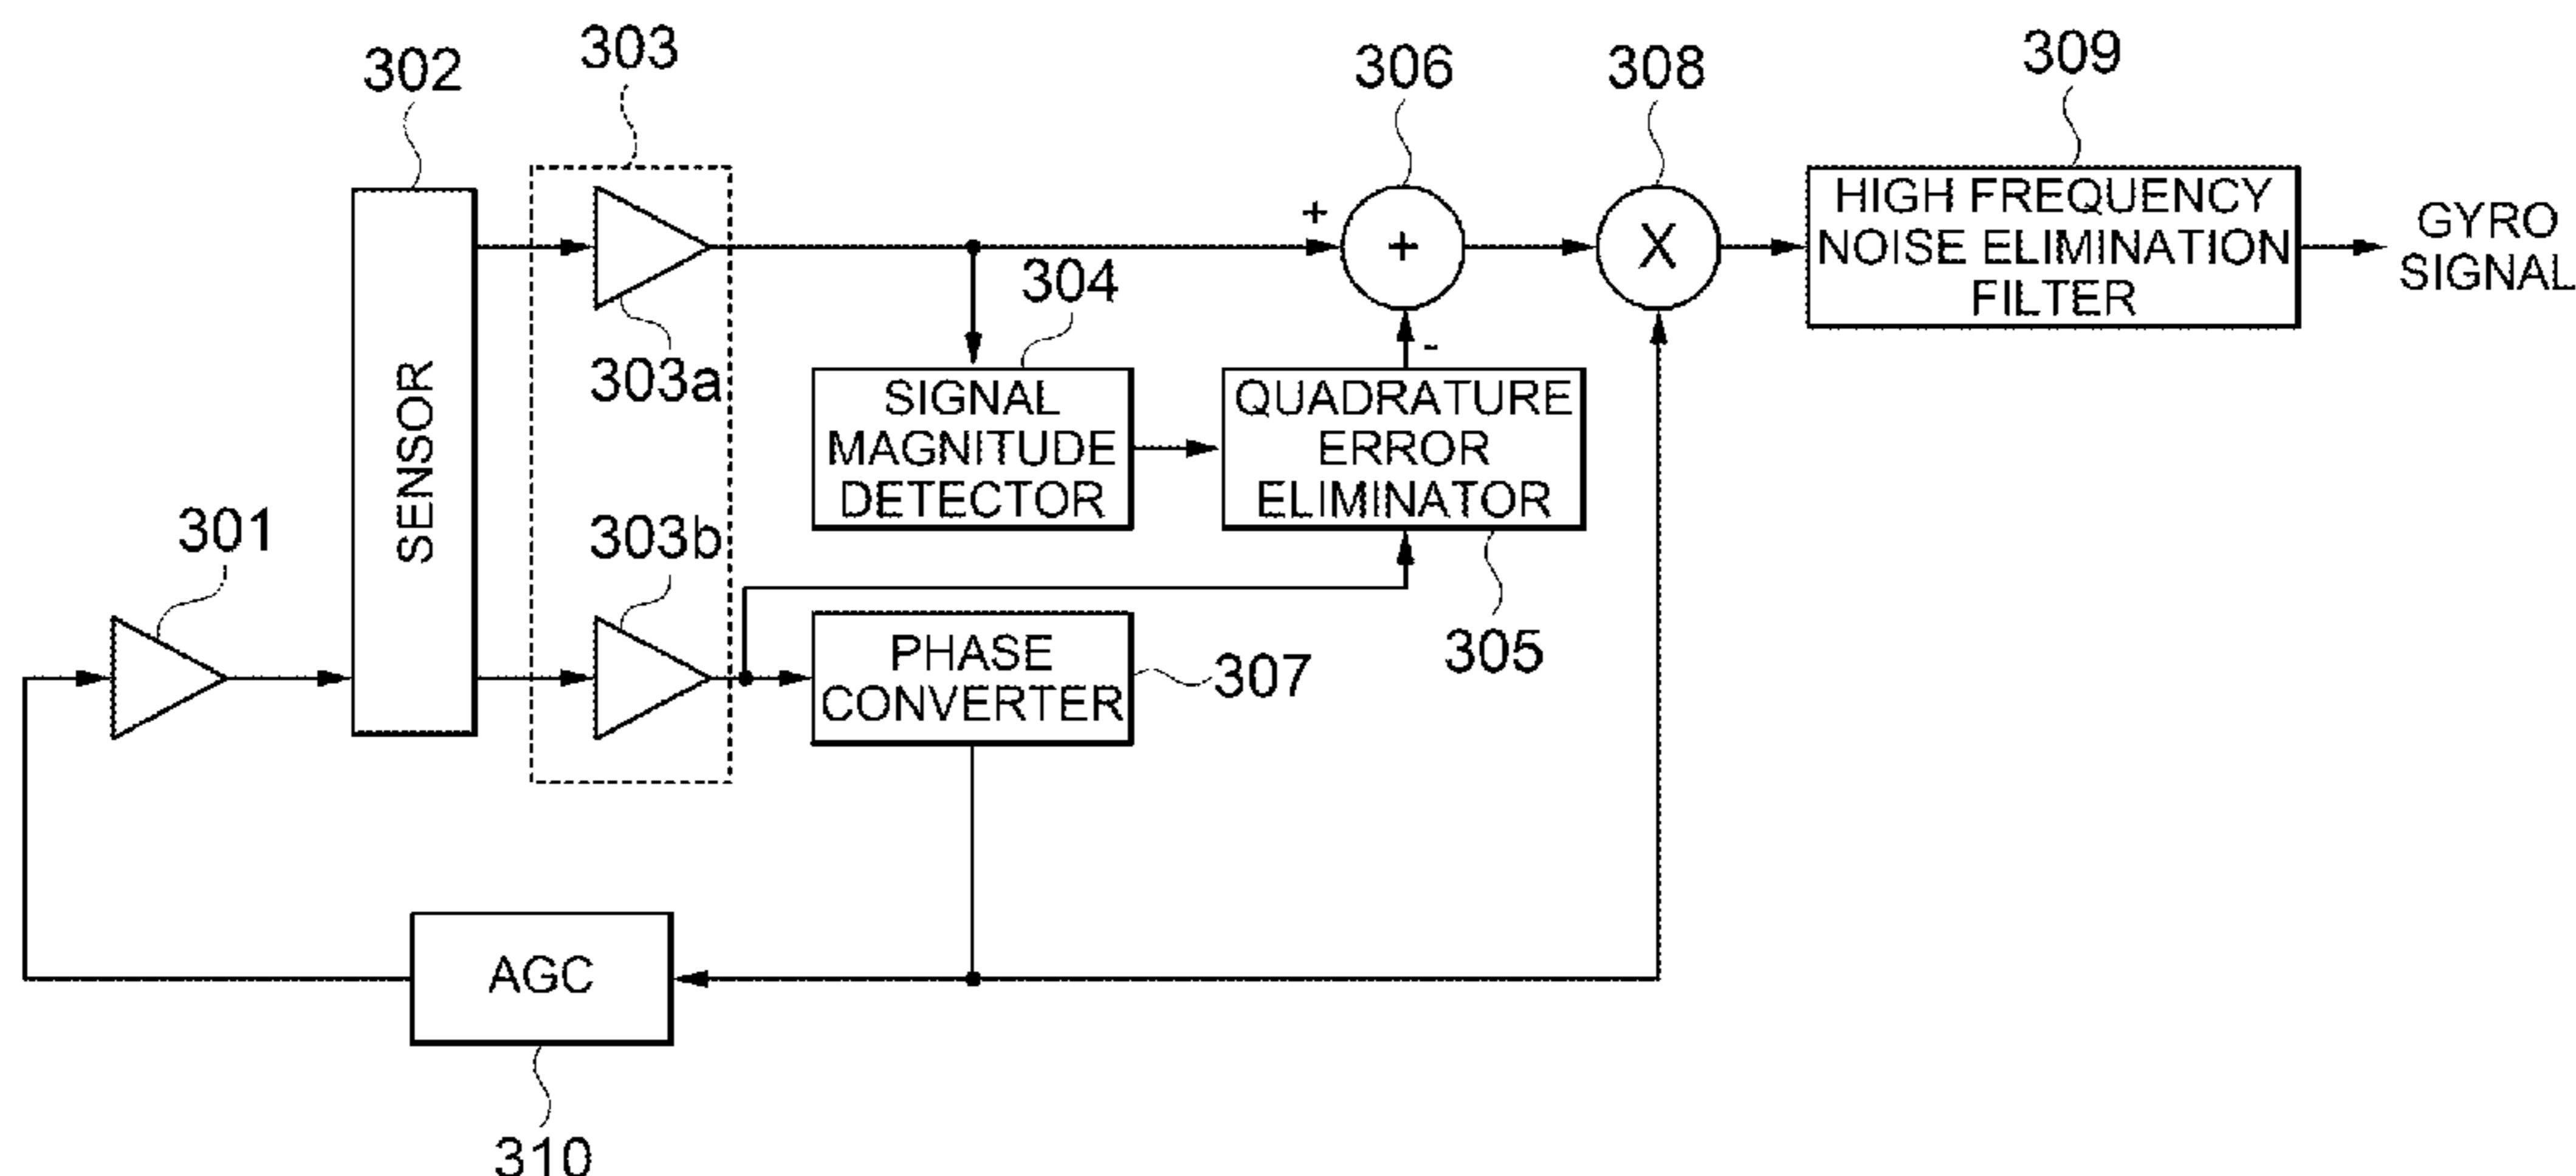 303
302
306
308
309
+
+
X
HIGH FREQUENCY
NOISE ELIMINATION
FILTER
GYRO
SIGNAL
304
303a
-
SENSOR
SIGNAL
MAGNITUDE
DETECTOR
QUADRATURE
ERROR
ELIMINATOR
301
303b
305
PHASE
CONVERTER
307
AGC
310